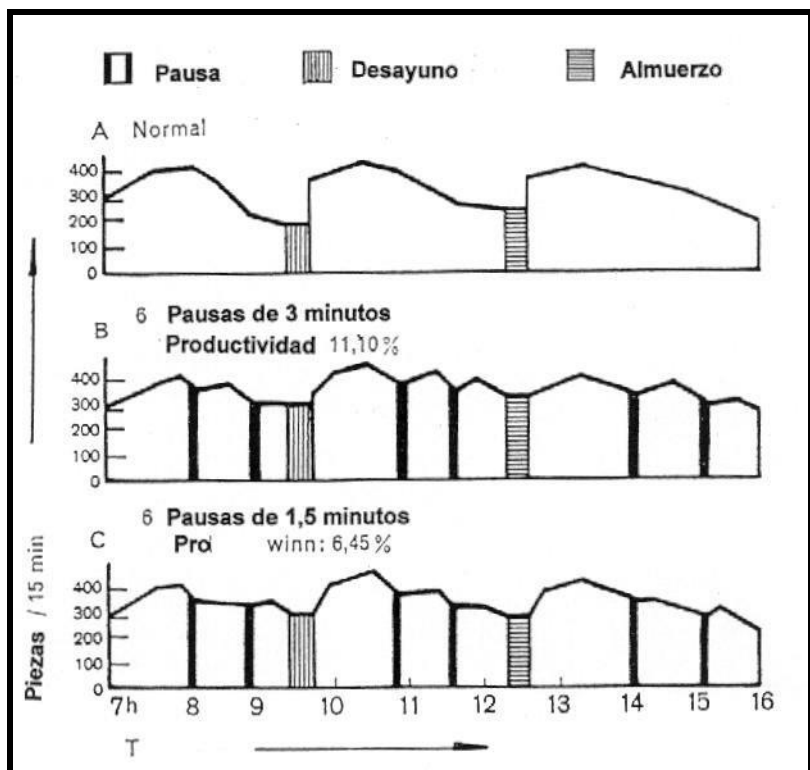 Pausa Desayuno Almuerzo
A Normal
400
300
200
100
0
6 Pausas de 3 minutos
B Productividad 11,10%
400
300
200
100
0
6 Pausas de 1,5 minutos
C Pro winn: 6,45%
400
300
200
100
0
Piezas / 15 min
7h 8 9 10 11 12 13 14 15 16
T